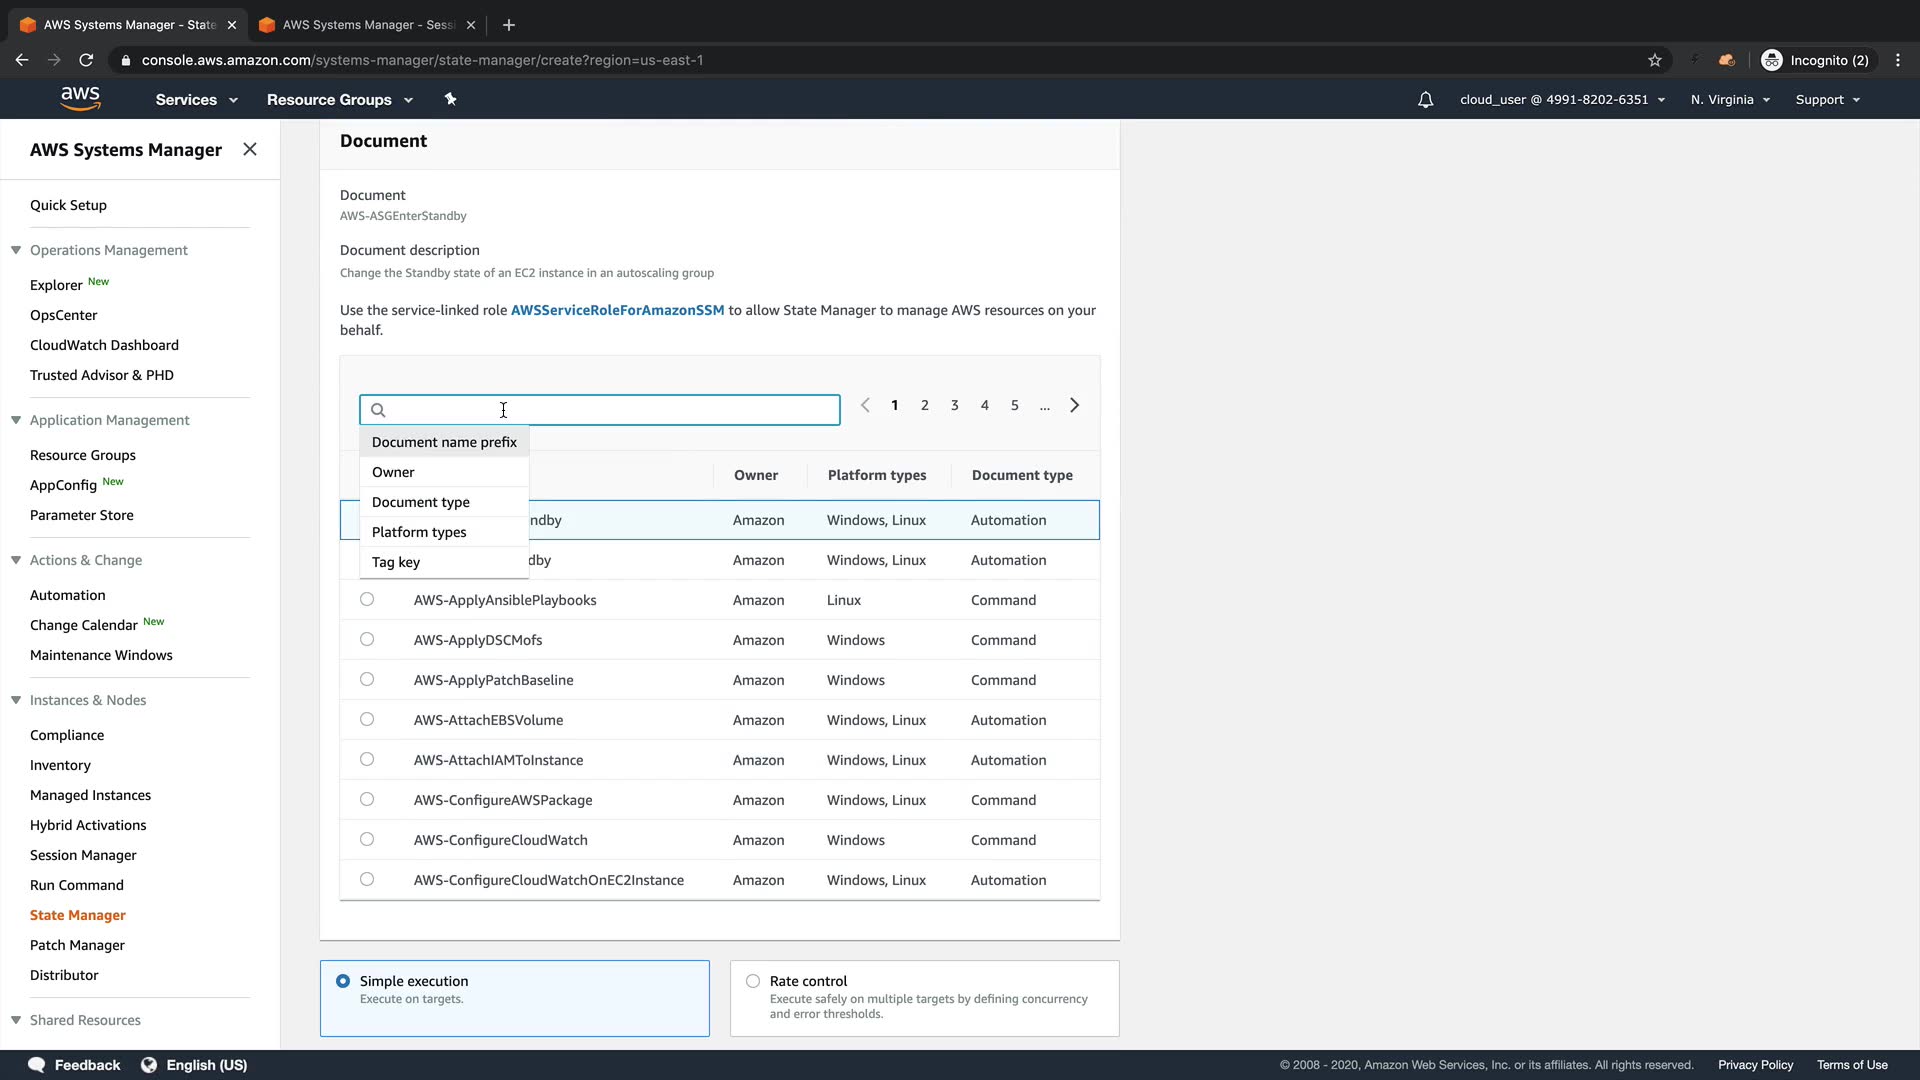 AWS Systems Manager - State
AWS Systems Manager - Sessi
console.aws.amazon.com/systems-manager/state-manager/create?region=us-east-1
Incognito (2)
aws
Services
Resource Groups
cloud_user @ 4991-8202-6351
N. Virginia
Support
AWS Systems Manager
Quick Setup
Operations Management
Explorer New
OpsCenter
CloudWatch Dashboard
Trusted Advisor & PHD
Application Management
Resource Groups
AppConfig New
Parameter Store
Actions & Change
Automation
Change Calendar New
Maintenance Windows
Instances & Nodes
Compliance
Inventory
Managed Instances
Hybrid Activations
Session Manager
Run Command
State Manager
Patch Manager
Distributor
Shared Resources
Document
Document
AWS-ASGEnterStandby
Document description
Change the Standby state of an EC2 instance in an autoscaling group
Use the service-linked role AWSServiceRoleForAmazonSSM to allow State Manager to manage AWS resources on your
behalf.
1 2 3 4 5 ...
Document name prefix
Owner
Document type
Platform types
Tag key
Owner Platform types Document type
ndby Amazon Windows, Linux Automation
dby Amazon Windows, Linux Automation
AWS-ApplyAnsiblePlaybooks Amazon Linux Command
AWS-ApplyDSCMofs Amazon Windows Command
AWS-ApplyPatchBaseline Amazon Windows Command
AWS-AttachEBSVolume Amazon Windows, Linux Automation
AWS-AttachIAMToInstance Amazon Windows, Linux Automation
AWS-ConfigureAWSPackage Amazon Windows, Linux Command
AWS-ConfigureCloudWatch Amazon Windows Command
AWS-ConfigureCloudWatchOnEC2Instance Amazon Windows, Linux Automation
Simple execution
Execute on targets.
Rate control
Execute safely on multiple targets by defining concurrency
and error thresholds.
Feedback
English (US)
© 2008 - 2020, Amazon Web Services, Inc. or its affiliates. All rights reserved.
Privacy Policy
Terms of Use